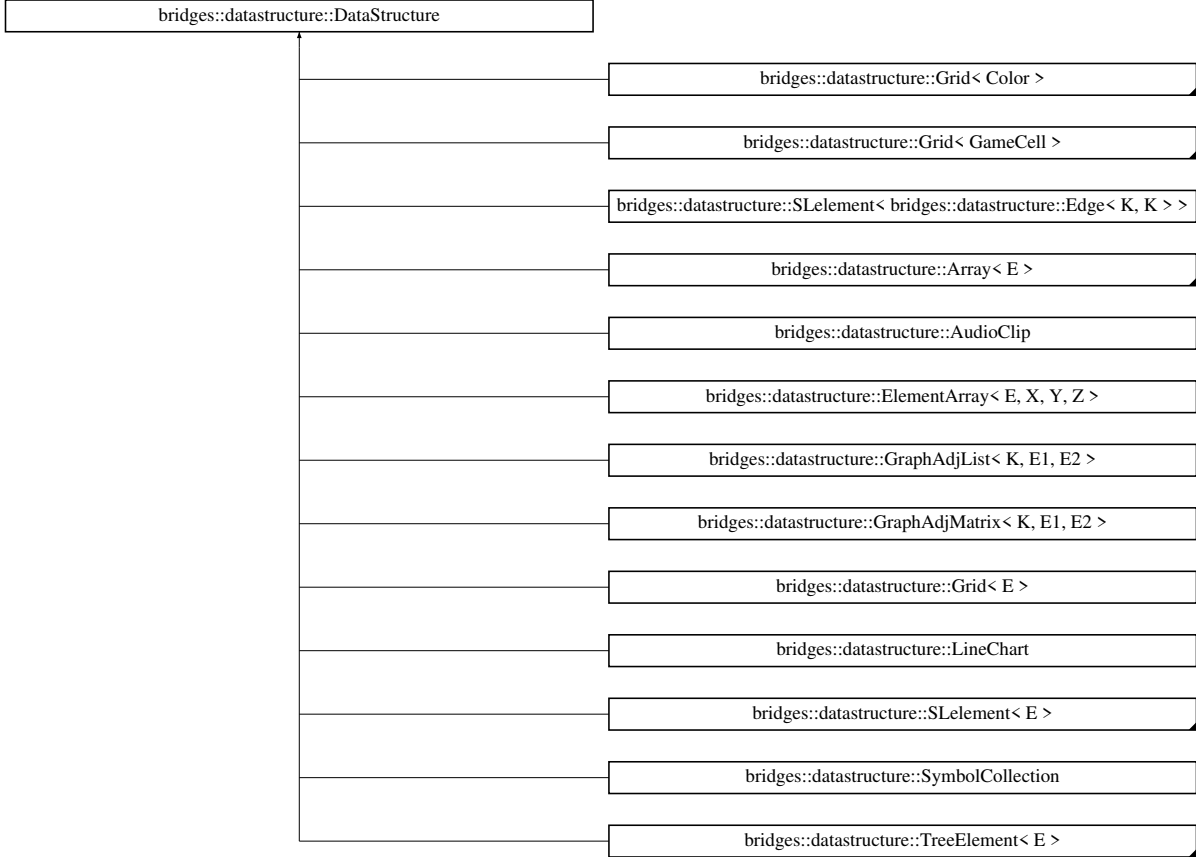 bridges::datastructure::DataStructure
bridges::datastructure::Grid< Color >
bridges::datastructure::Grid< GameCell >
bridges::datastructure::SLelement< bridges::datastructure::Edge< K, K > >
bridges::datastructure::Array< E >
bridges::datastructure::AudioClip
bridges::datastructure::ElementArray< E, X, Y, Z >
bridges::datastructure::GraphAdjList< K, E1, E2 >
bridges::datastructure::GraphAdjMatrix< K, E1, E2 >
bridges::datastructure::Grid< E >
bridges::datastructure::LineChart
bridges::datastructure::SLelement< E >
bridges::datastructure::SymbolCollection
bridges::datastructure::TreeElement< E >